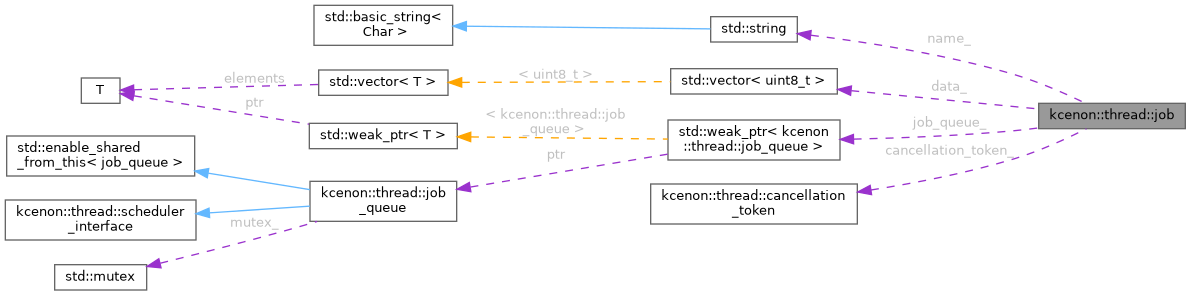 std::basic_string<
Char >
std::string
name_
elements
T
std::vector< T >
< uint8_t >
std::vector< uint8_t >
data_
ptr
kcenon::thread::job
std::weak_ptr< T >
< kcenon::thread::job
_queue >
std::weak_ptr< kcenon
::thread::job_queue >
job_queue_
std::enable_shared
_from_this< job_queue >
ptr
cancellation_token_
kcenon::thread::job
_queue
kcenon::thread::cancellation
_token
kcenon::thread::scheduler
_interface
mutex_
std::mutex